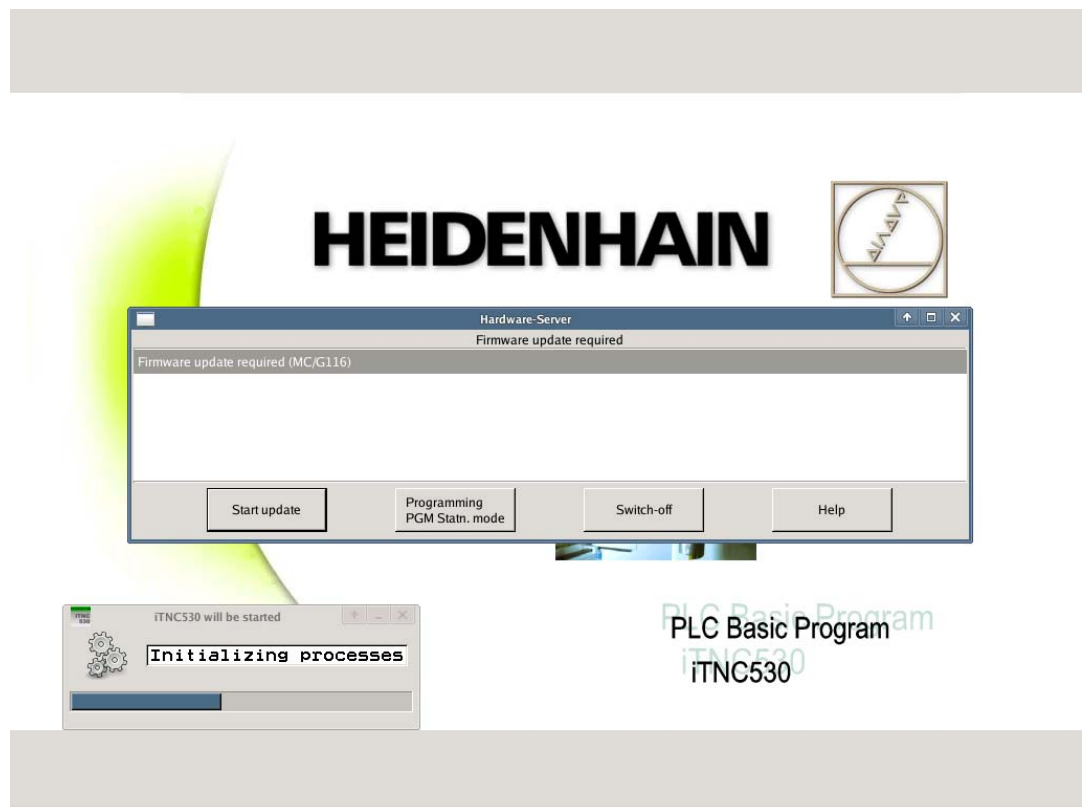 HEIDENHAIN
Hardware-Server
Firmware update required
Firmware update required (MC/G116)
Start update
Programming
PGM Statn. mode
Switch-off
Help
iTNC530 will be started
Initializing processes
PLC Basic Program
iTNC530